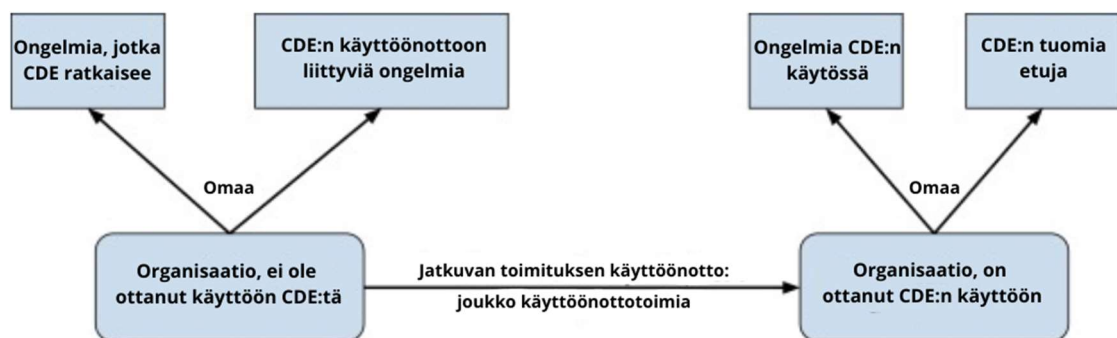 Ongelmia, jotka
CDE ratkaisee
CDE:n käyttöönottoon
liittyviä ongelmia
Ongelmia CDE:n
käytössä
CDE:n tuomia
etuja
Omaa
Omaa
Organisaatio, ei ole
ottanut käyttöön CDE:tä
Jatkuvan toimituksen käyttöönotto:
joukko käyttöönottotoimia
Organisaatio, on
ottanut CDE:n käyttöön